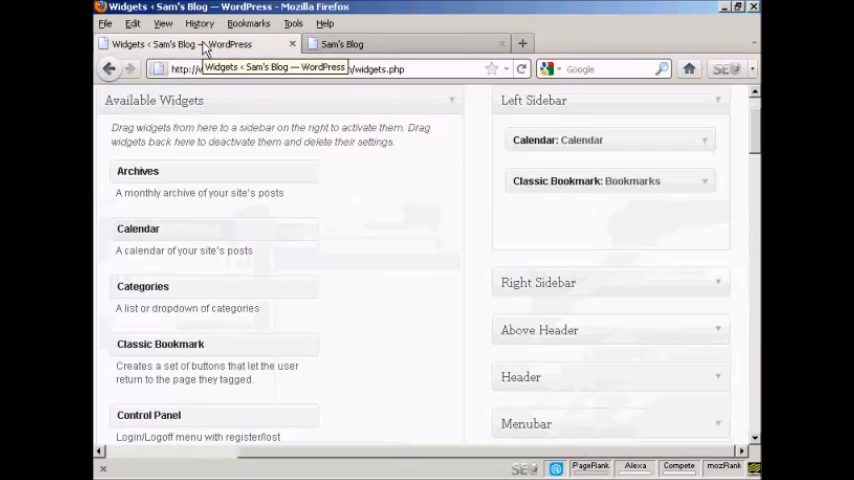 Widgets ‹ Sam's Blog — WordPress - Mozilla Firefox
File Edit View History Bookmarks Tools Help
Widgets ‹ Sam's Blog — WordPress
Sam's Blog
http:// /widgets.php
Google
SEO
Widgets ‹ Sam's Blog — WordPress
Available Widgets
Drag widgets from here to a sidebar on the right to activate them. Drag
widgets back here to deactivate them and delete their settings.
Archives
A monthly archive of your site's posts
Calendar
A calendar of your site's posts
Categories
A list or dropdown of categories
Classic Bookmark
Creates a set of buttons that let the user
return to the page they tagged.
Control Panel
Login/Logoff menu with register/lost
Left Sidebar
Calendar: Calendar
Classic Bookmark: Bookmarks
Right Sidebar
Above Header
Header
Menubar
SEO
PageRank
Alexa
Compete
mozRank